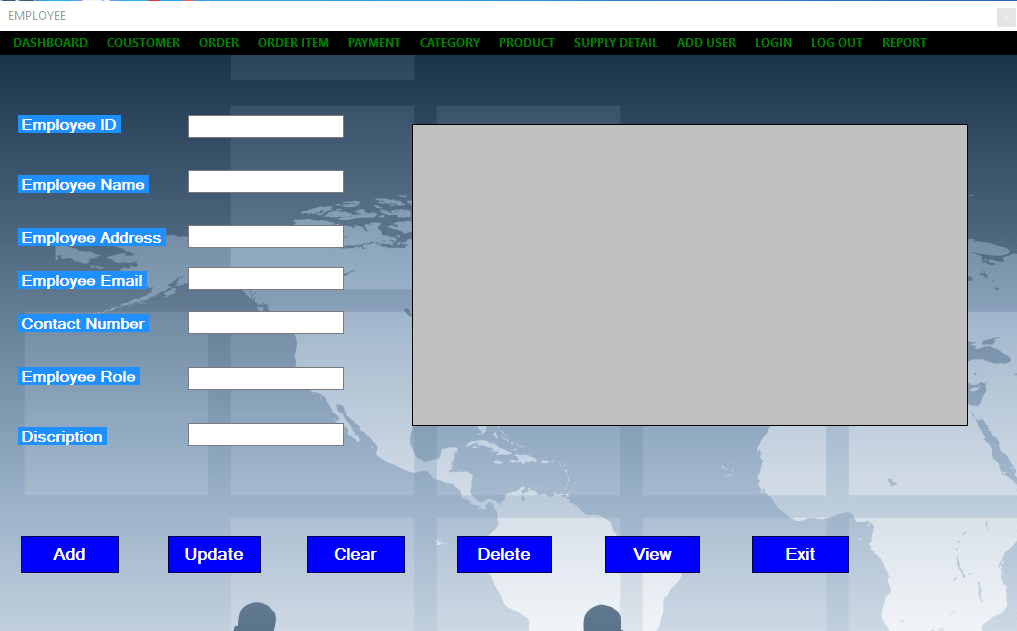 EMPLOYEE
DASHBOARD COUSTOMER ORDER ORDER ITEM PAYMENT CATEGORY PRODUCT SUPPLY DETAIL ADD USER LOGIN LOG OUT REPORT
Employee ID
Employee Name
Employee Address
Employee Email
Contact Number
Employee Role
Discription
Add Update Clear Delete View Exit